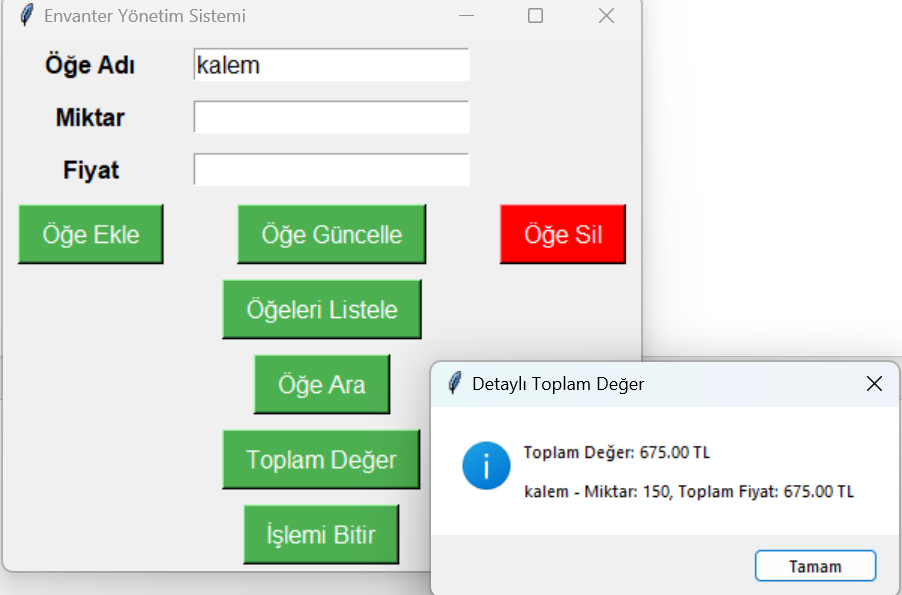 Envanter Yönetim Sistemi
Öğe Adı
kalem
Miktar
Fiyat
Öğe Ekle
Öğe Güncelle
Öğe Sil
Öğeleri Listele
Öğe Ara
Toplam Değer
İşlemi Bitir
Detaylı Toplam Değer
Toplam Değer: 675.00 TL
kalem - Miktar: 150, Toplam Fiyat: 675.00 TL
Tamam